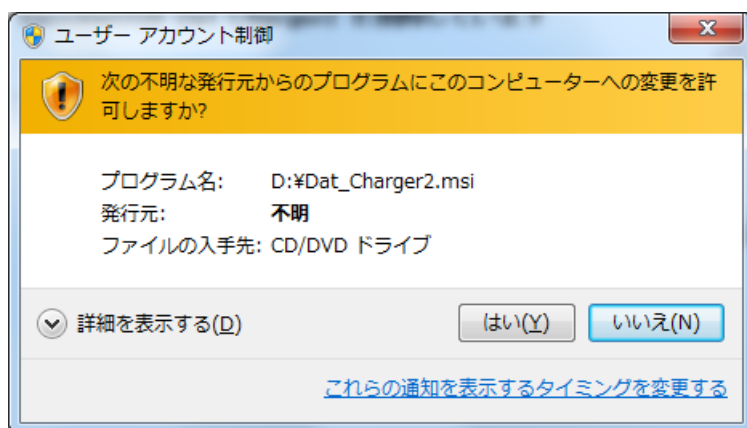 ユーザー アカウント制御
次の不明な発行元からのプログラムにこのコンピューターへの変更を許
可しますか?
プログラム名: D:¥Dat_Charger2.msi
発行元: 不明
ファイルの入手先: CD/DVD ドライブ
詳細を表示する(D)
はい(Y)
いいえ(N)
これらの通知を表示するタイミングを変更する